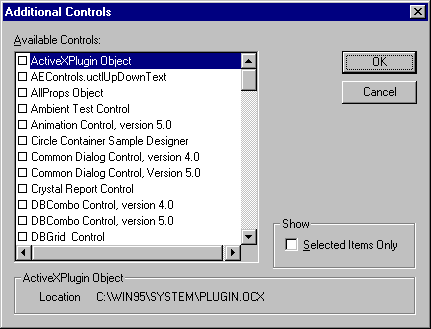 Additional Controls
Available Controls:
ActiveXPlugin Object
AEControls.uctlUpDownText
AllProps Object
Ambient Test Control
Animation Control, version 5.0
Circle Container Sample Designer
Common Dialog Control, version 4.0
Common Dialog Control, Version 5.0
Crystal Report Control
DBCombo Control, version 4.0
DBCombo Control, version 5.0
DBGrid Control
OK
Cancel
Show
Selected Items Only
ActiveXPlugin Object
Location C:\WIN95\SYSTEM\PLUGIN.OCX